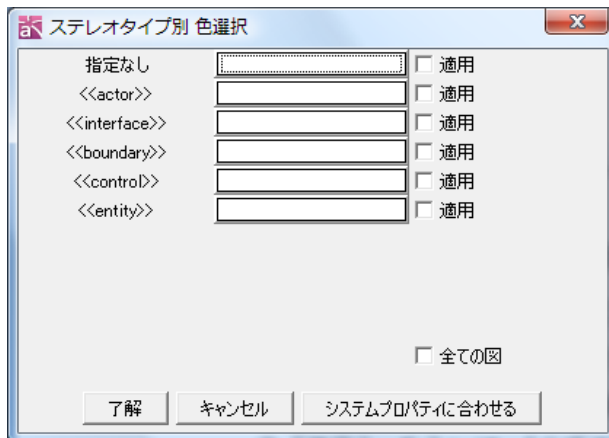 ステレオタイプ別 色選択
指定なし 適用
<<actor>> 適用
<<interface>> 適用
<<boundary>> 適用
<<control>> 適用
<<entity>> 適用
全ての図
了解 キャンセル システムプロパティに合わせる